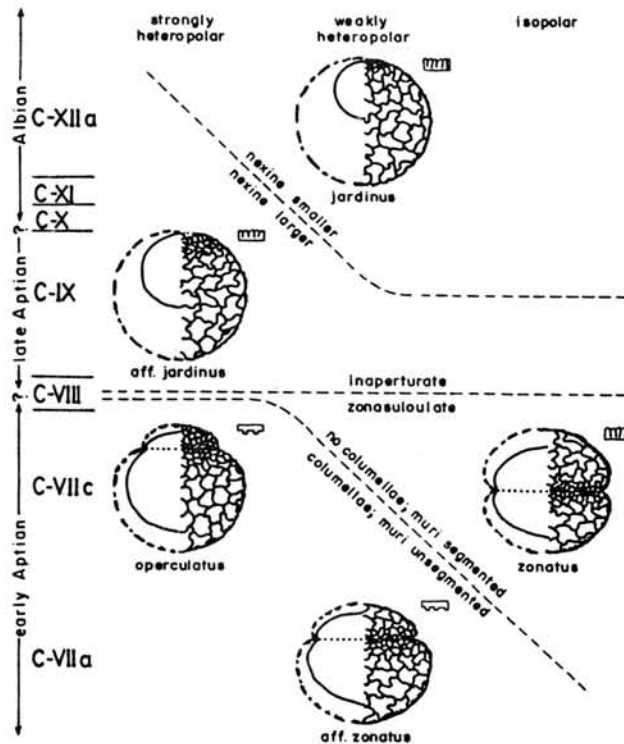 strongly
heteropolar
weakly
heteropolar
isopolar
Albian
C-XIIa
jardinus
nexine smaller
nexine larger
C-XI
C-X
?
late Aptian
C-IX
aff. jardinus
C-VIII
?
inaperturate
zonasuloulate
early Aptian
C-VIIc
operculatus
no columellae; muri segmented
columellae; muri unsegmented
zonatus
C-VIIa
aff. zonatus